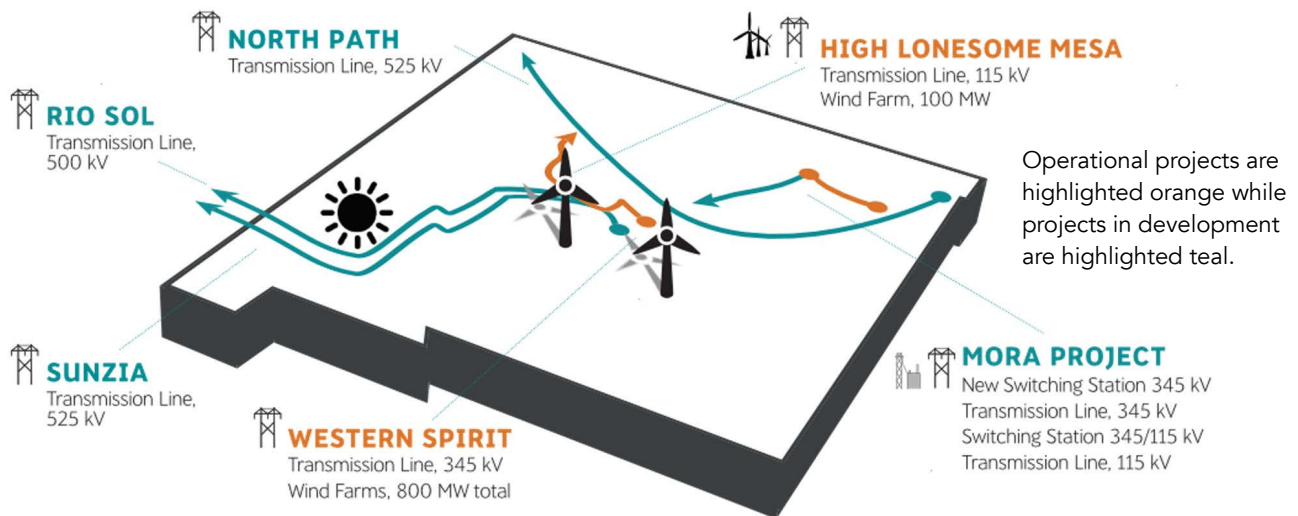 NORTH PATH
Transmission Line, 525 kV
HIGH LONESOME MESA
Transmission Line, 115 kV
Wind Farm, 100 MW
RIO SOL
Transmission Line,
500 kV
Operational projects are
highlighted orange while
projects in development
are highlighted teal.
SUNZIA
Transmission Line,
525 kV
WESTERN SPIRIT
Transmission Line, 345 kV
Wind Farms, 800 MW total
MORA PROJECT
New Switching Station 345 kV
Transmission Line, 345 kV
Switching Station 345/115 kV
Transmission Line, 115 kV